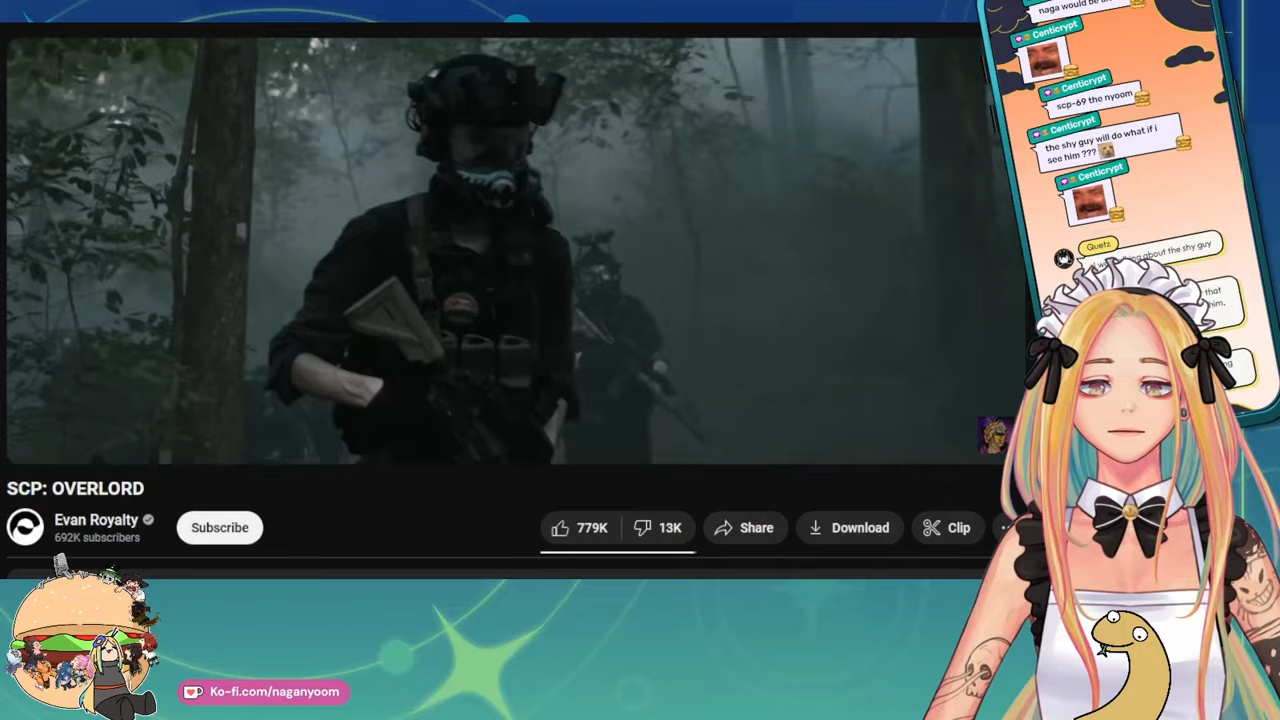 naga would be an
Centicrypt
Centicrypt
scp-69 the nyoom
Centicrypt
the shy guy will do what if i
see him ???
Centicrypt
Quetz
thing about the shy guy
that
him,
SCP: OVERLORD
Evan Royalty
692K subscribers
Subscribe
779K
13K
Share
Download
Clip
Ko-fi.com/naganyoom